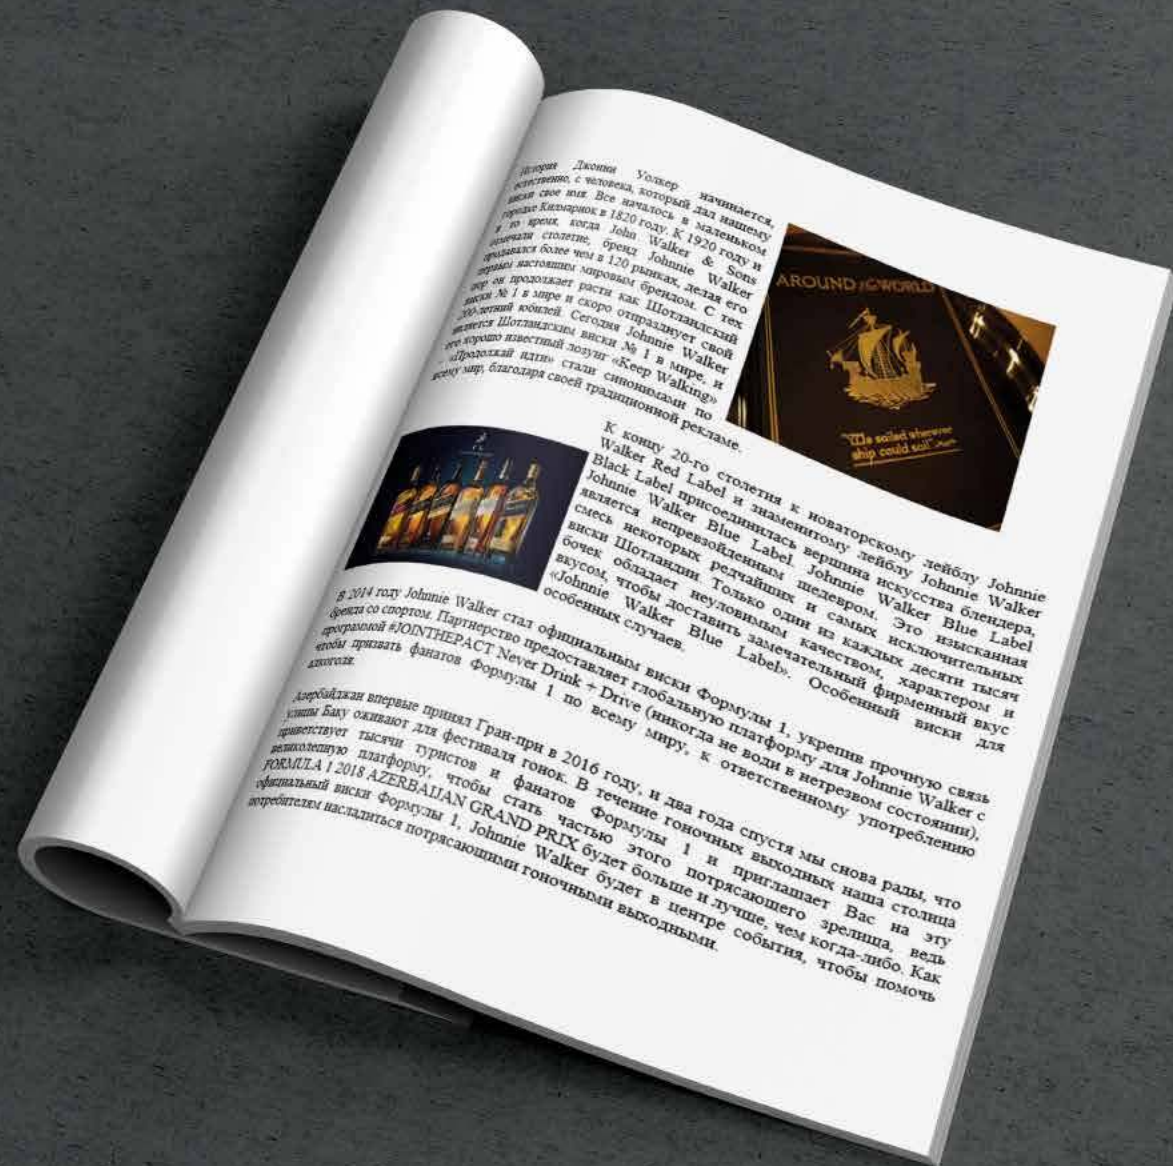 История Джонни Уолкер начинается,
естественно, с человека, который дал нашему
виски свое имя. Все началось в маленьком
городке Килмарнок в 1820 году. К 1920 году и
в то время, когда John Walker & Sons
отмечали столетие, бренд Johnnie Walker
продавался более чем в 120 рынках, делая его
первым настоящим мировым брендом. С тех
пор он продолжает расти как Шотландский
виски № 1 в мире и скоро отпразднует свой
200-летний юбилей. Сегодня Johnnie Walker
является Шотландским виски № 1 в мире, и
его хорошо известный лозунг «Keep Walking»
- «Продолжай идти» стали синонимами по
всему мир, благодаря своей традиционной рекламе.
AROUND the WORLD
"We sailed wherever
ship could sail"
К концу 20-го столетия к новаторскому лейблу Johnnie
Walker Red Label и знаменитому лейблу Johnnie Walker
Black Label присоединилась вершина искусства блендера,
Johnnie Walker Blue Label. Johnnie Walker Blue Label
является непревзойденным шедевром. Это изысканная
смесь некоторых редчайших и самых исключительных
виски Шотландии. Только один из каждых десяти тысяч
бочек обладает неуловимым качеством, характером и
вкусом, чтобы доставить замечательный фирменный вкус
«Johnnie Walker Blue Label». Особенный виски для
особенных случаев.
В 2014 году Johnnie Walker стал официальным виски Формулы 1, укрепив прочную связь
бренда со спортом. Партнерство предоставляет глобальную платформу для Johnnie Walker с
программой #JOINTHEPACT Never Drink + Drive (никогда не води в нетрезвом состоянии),
чтобы призвать фанатов Формулы 1 по всему миру, к ответственному употреблению
алкоголя.
Азербайджан впервые принял Гран-при в 2016 году, и два года спустя мы снова рады, что
улицы Баку оживают для фестиваля гонок. В течение гоночных выходных наша столица
приветствует тысячи туристов и фанатов Формулы 1 и приглашает Вас на эту
великолепную платформу, чтобы стать частью этого потрясающего зрелища, ведь
FORMULA 1 2018 AZERBAIJAN GRAND PRIX будет больше и лучше, чем когда-либо. Как
официальный виски Формулы 1, Johnnie Walker будет в центре события, чтобы помочь
потребителям насладиться потрясающими гоночными выходными.